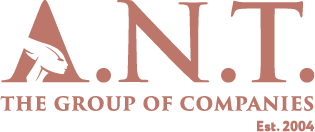 A.N.T.
THE GROUP OF COMPANIES
Est. 2004